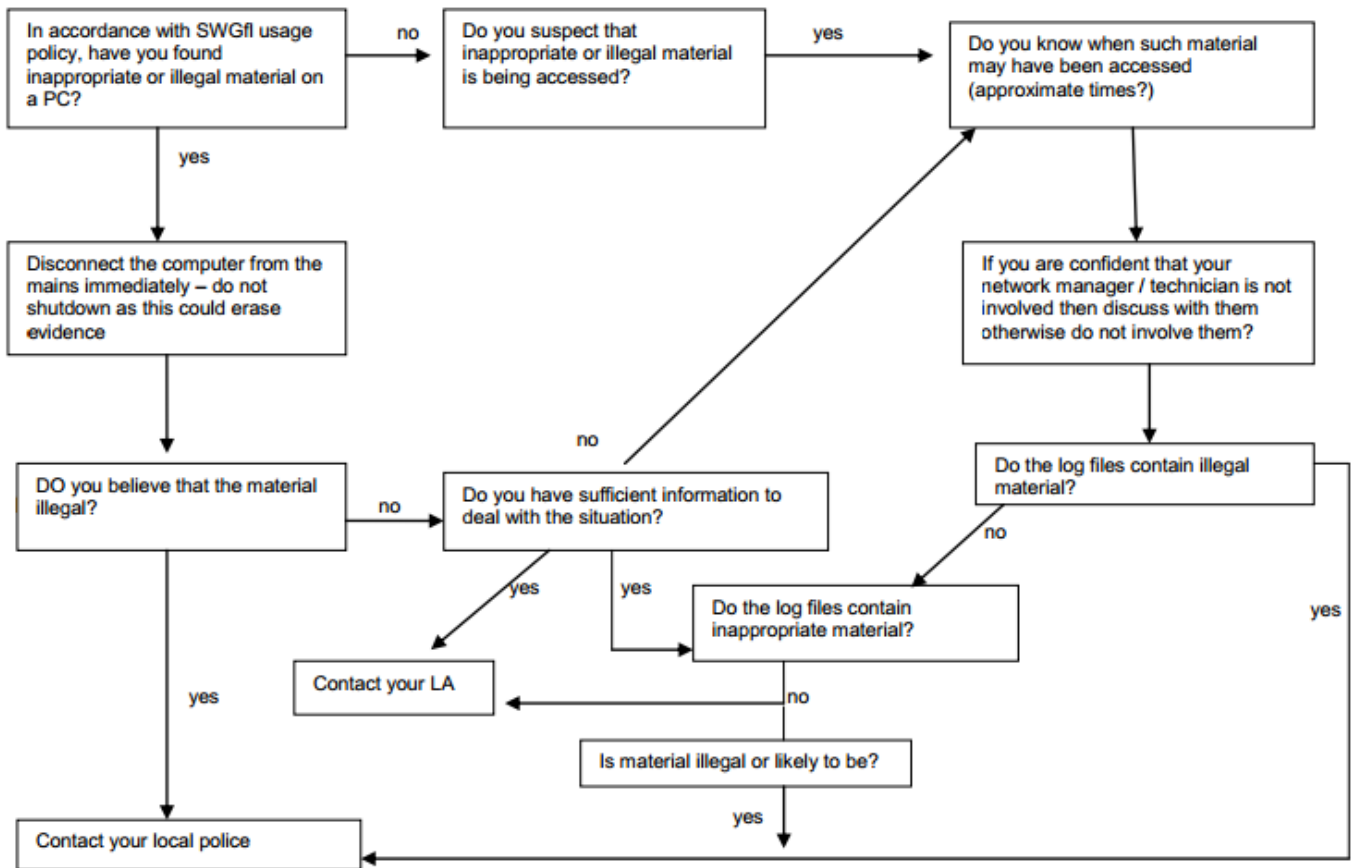 In accordance with SWGfl usage
policy, have you found
inappropriate or illegal material on
a PC?
no
Do you suspect that
inappropriate or illegal material
is being accessed?
yes
Do you know when such material
may have been accessed
(approximate times?)
yes
Disconnect the computer from the
mains immediately – do not
shutdown as this could erase
evidence
If you are confident that your
network manager / technician is not
involved then discuss with them
otherwise do not involve them?
no
DO you believe that the material
illegal?
no
Do you have sufficient information to
deal with the situation?
Do the log files contain illegal
material?
no
yes
yes
Do the log files contain
inappropriate material?
yes
Contact your LA
yes
no
Is material illegal or likely to be?
yes
Contact your local police